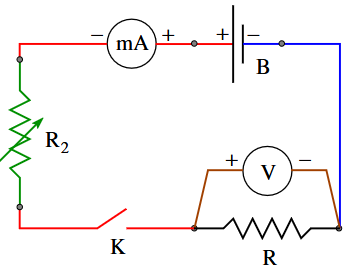 − mA + + −
B
R₂
+ V −
K
R